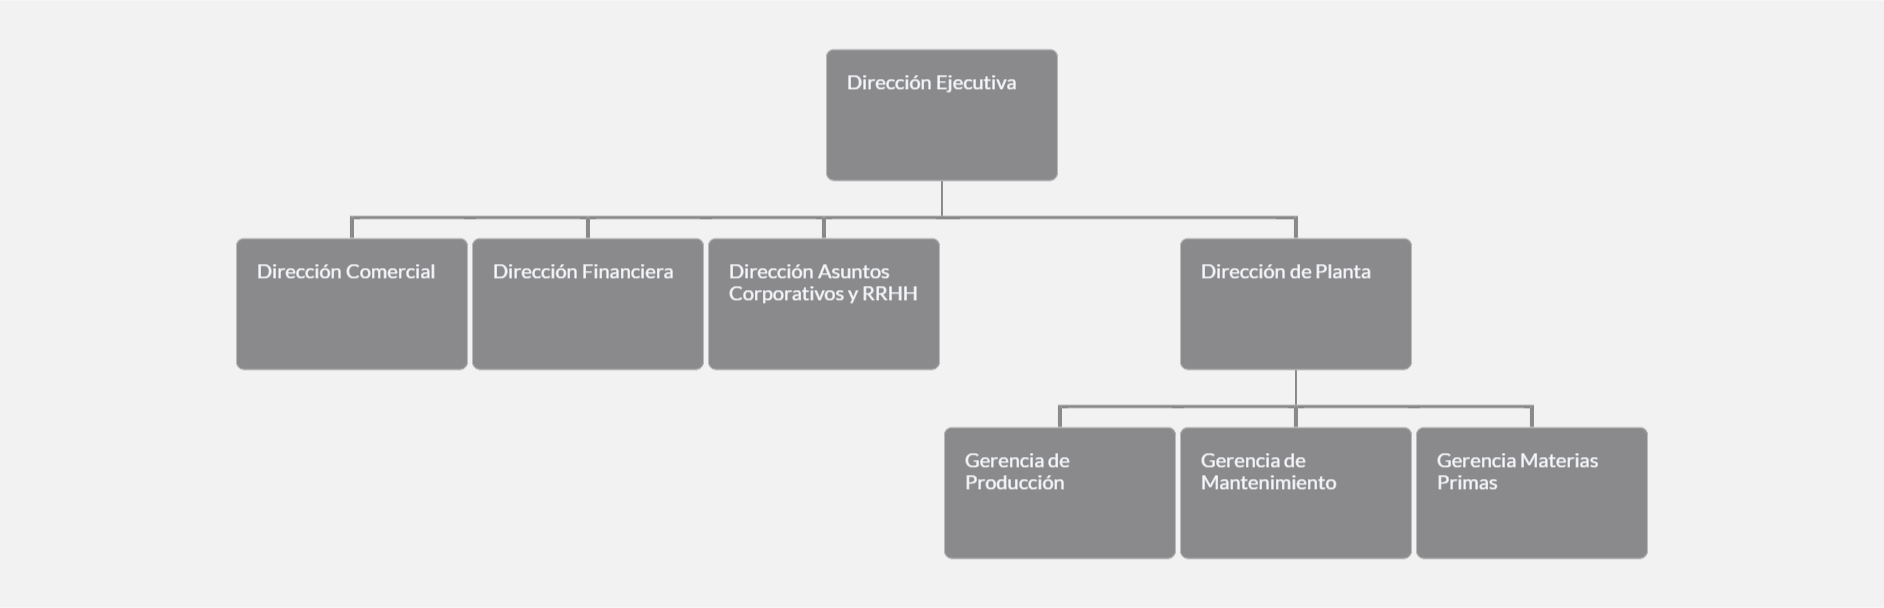 Dirección Ejecutiva
Dirección Comercial
Dirección Financiera
Dirección Asuntos
Corporativos y RRHH
Dirección de Planta
Gerencia de
Producción
Gerencia de
Mantenimiento
Gerencia Materias
Primas